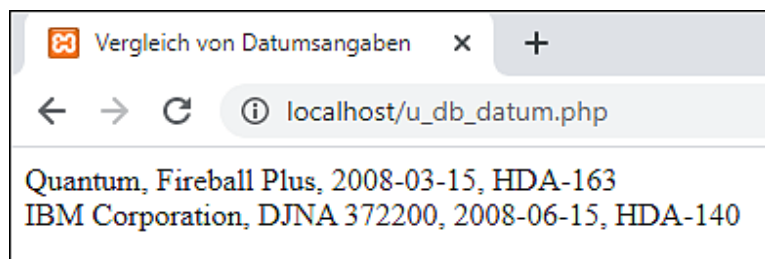 Vergleich von Datumsangaben
localhost/u_db_datum.php
Quantum, Fireball Plus, 2008-03-15, HDA-163
IBM Corporation, DJNA 372200, 2008-06-15, HDA-140